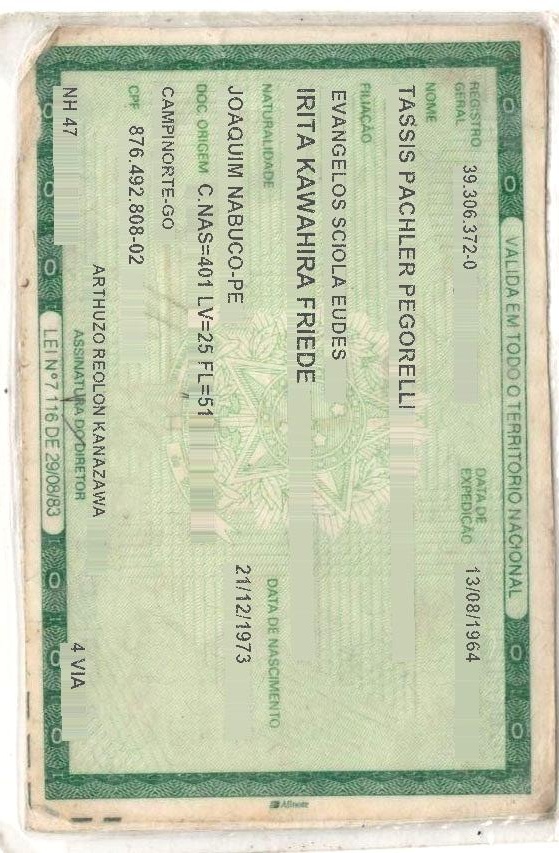 VÁLIDA EM TODO O TERRITÓRIO NACIONAL
REGISTRO GERAL 39.306.372-0 DATA DE EXPEDIÇÃO 13/08/1964
NOME
TASSIS PACHLER PEGORELLI
FILIAÇÃO
EVANGELOS SCIOLA EUDES
IRITA KAWAHIRA FRIEDE
NATURALIDADE DATA DE NASCIMENTO
JOAQUIM NABUCO-PE 21/12/1973
DOC ORIGEM C.NAS=401 LV=25 FL=51
CAMPINORTE-GO
CPF 876.492.808-02
ARTHUZO REOLON KANAZAWA
NH 47 ASSINATURA DO DIRETOR 4 VIA
LEI Nº 7.116 DE 29/08/83